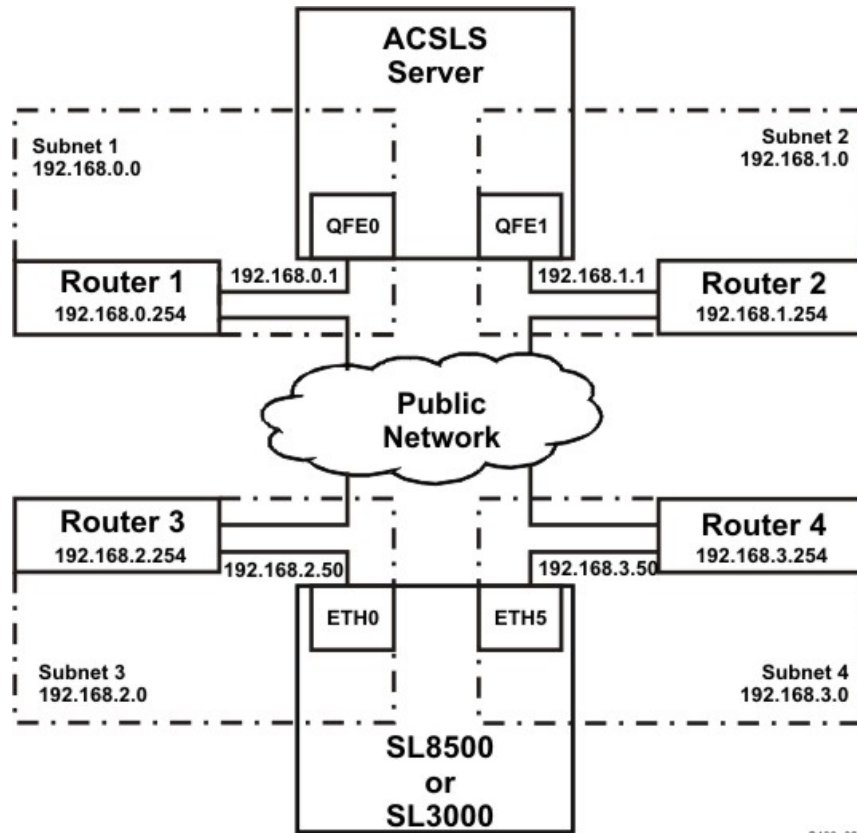 ACSLS
Server
Subnet 1
192.168.0.0
Subnet 2
192.168.1.0
QFE0
QFE1
Router 1
192.168.0.254
192.168.0.1
192.168.1.1
Router 2
192.168.1.254
Public
Network
Router 3
192.168.2.254
192.168.2.50
192.168.3.50
Router 4
192.168.3.254
ETH0
ETH5
Subnet 3
192.168.2.0
Subnet 4
192.168.3.0
SL8500
or
SL3000